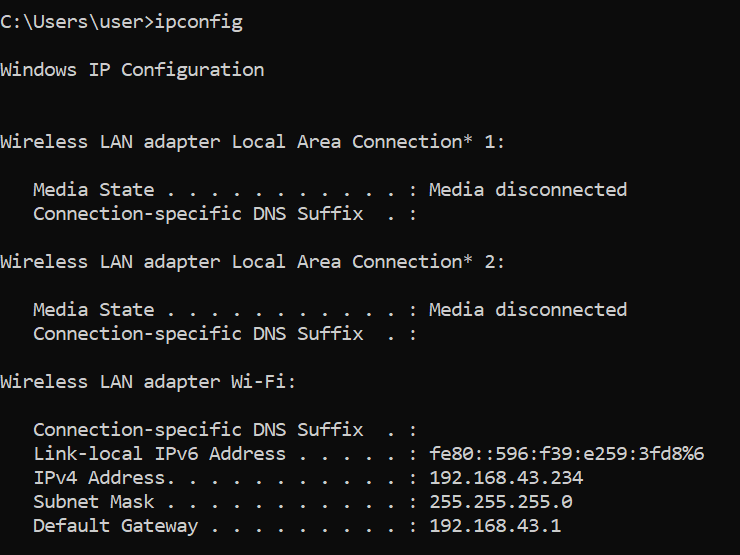 C:\Users\user>ipconfig
Windows IP Configuration
Wireless LAN adapter Local Area Connection* 1:
Media State . . . . . . . . . . . : Media disconnected
Connection-specific DNS Suffix  . :
Wireless LAN adapter Local Area Connection* 2:
Media State . . . . . . . . . . . : Media disconnected
Connection-specific DNS Suffix  . :
Wireless LAN adapter Wi-Fi:
Connection-specific DNS Suffix  . :
Link-local IPv6 Address . . . . . : fe80::596:f39:e259:3fd8%6
IPv4 Address. . . . . . . . . . . : 192.168.43.234
Subnet Mask . . . . . . . . . . . : 255.255.255.0
Default Gateway . . . . . . . . . : 192.168.43.1